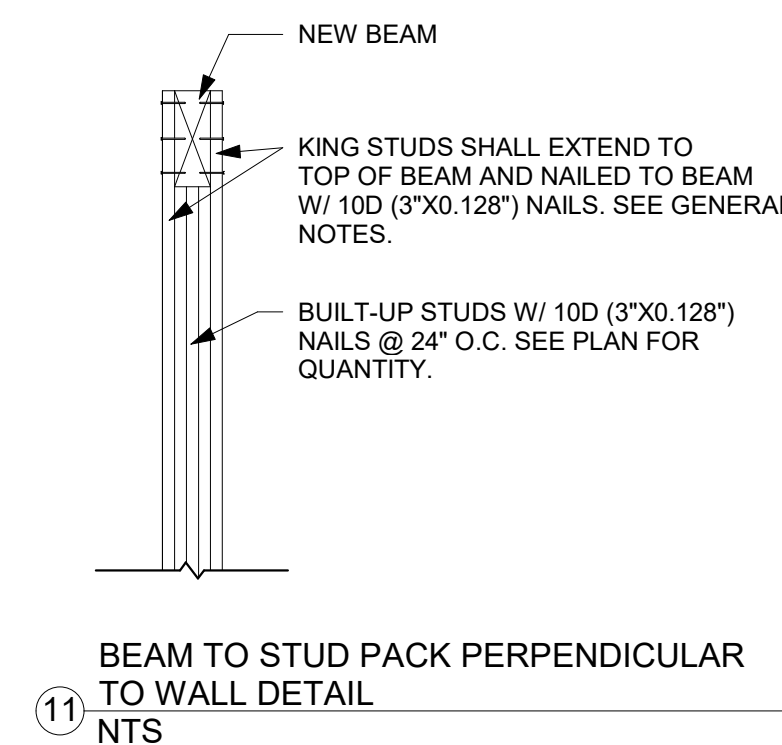 NEW BEAM
KING STUDS SHALL EXTEND TO
TOP OF BEAM AND NAILED TO BEAM
W/ 10D (3"X0.128") NAILS. SEE GENERAL
NOTES.
BUILT-UP STUDS W/ 10D (3"X0.128")
NAILS @ 24" O.C. SEE PLAN FOR
QUANTITY.
BEAM TO STUD PACK PERPENDICULAR
11 TO WALL DETAIL
NTS